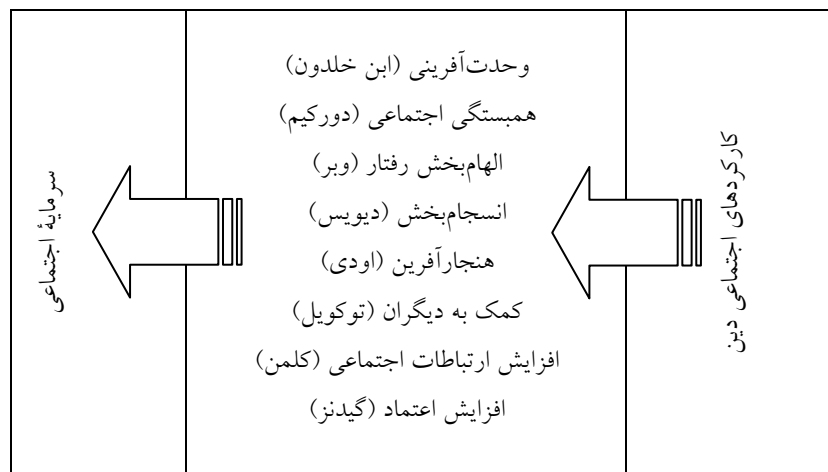 کارکردهای اجتماعی دین
وحدت‌آفرینی (ابن خلدون)
همبستگی اجتماعی (دورکیم)
الهام‌بخش رفتار (وبر)
انسجام‌بخش (دیویس)
هنجارآفرین (اودی)
کمک به دیگران (توکویل)
افزایش ارتباطات اجتماعی (کلمن)
افزایش اعتماد (گیدنز)
سرمایهٔ اجتماعی